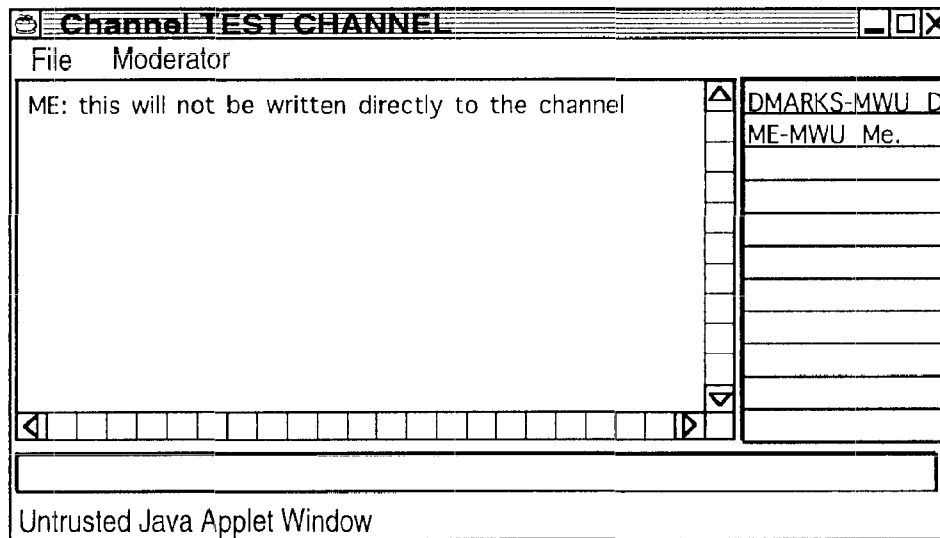 Channel TEST CHANNEL
File Moderator
ME: this will not be written directly to the channel
DMARKS-MWU D
ME-MWU Me.
Untrusted Java Applet Window